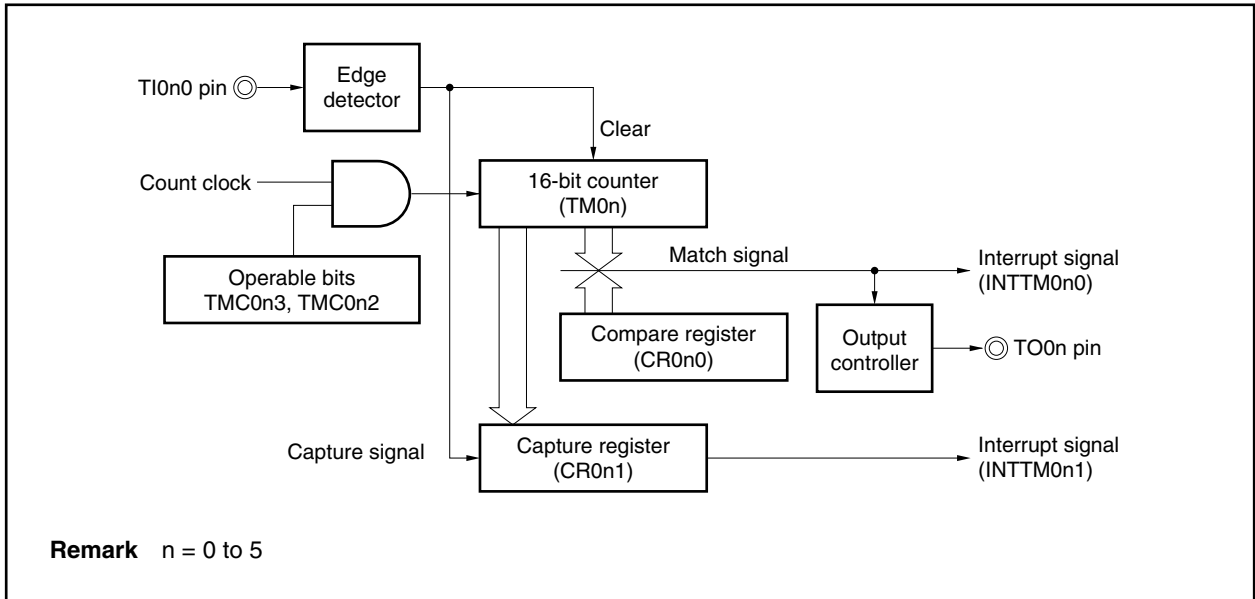 TI0n0 pin
Edge
detector
Clear
Count clock
16-bit counter
(TM0n)
Operable bits
TMC0n3, TMC0n2
Match signal
Interrupt signal
(INTTM0n0)
Compare register
(CR0n0)
Output
controller
TO0n pin
Capture signal
Capture register
(CR0n1)
Interrupt signal
(INTTM0n1)
Remark n = 0 to 5